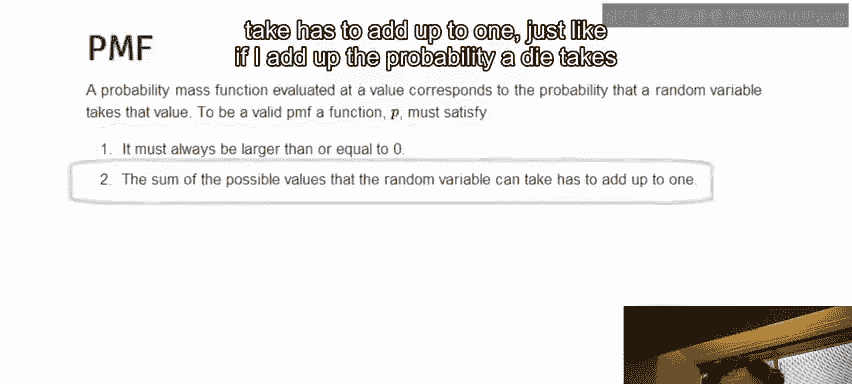 take has to add up to one, just like
if I add up the probability a die takes
PMF
A probability mass function evaluated at a value corresponds to the probability that a random variable
takes that value. To be a valid pmf a function, p, must satisfy
1. It must always be larger than or equal to 0.
2. The sum of the possible values that the random variable can take has to add up to one.